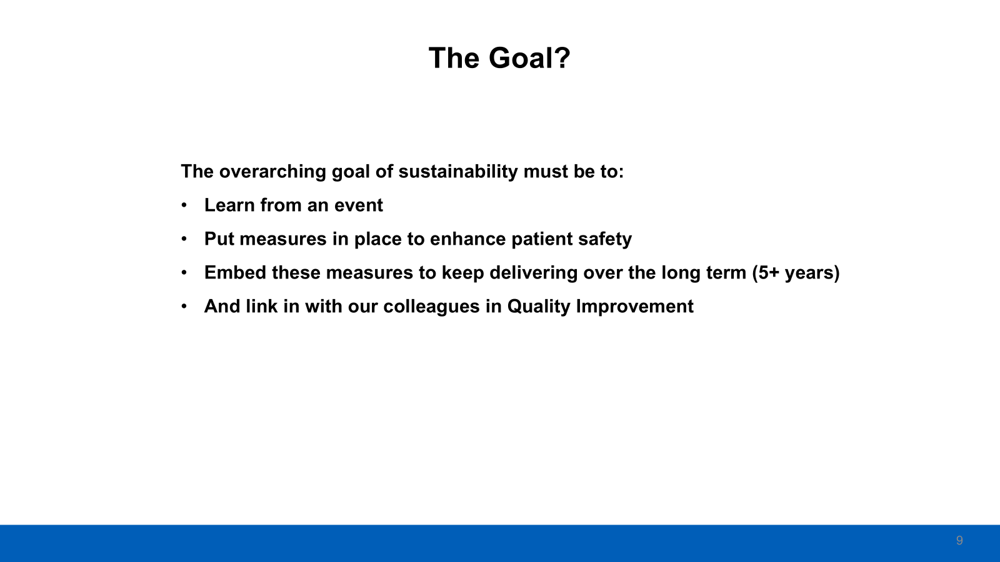 The Goal?
The overarching goal of sustainability must be to:
• Learn from an event
• Put measures in place to enhance patient safety
• Embed these measures to keep delivering over the long term (5+ years)
• And link in with our colleagues in Quality Improvement
9